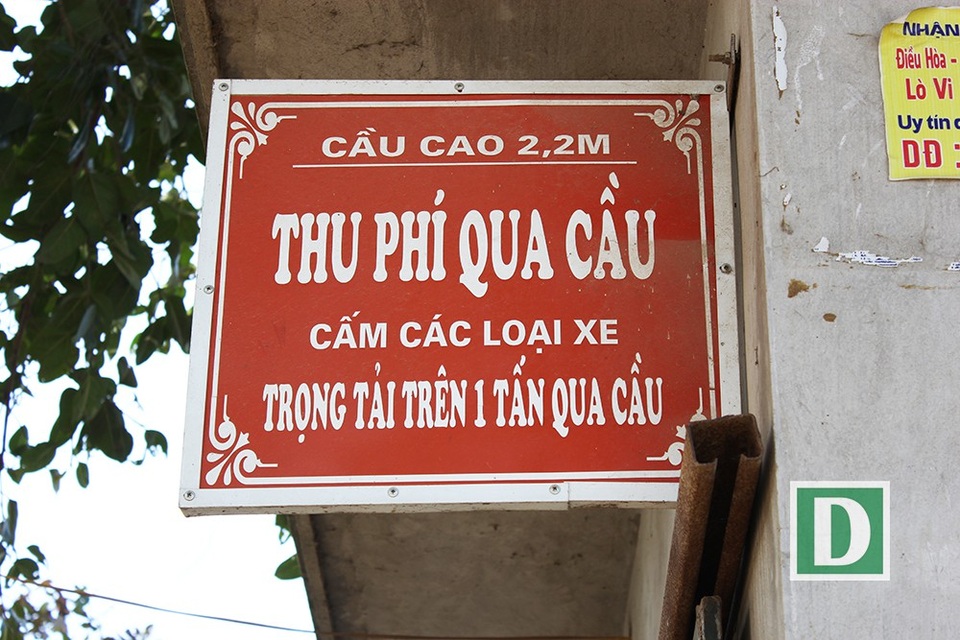 CẦU CAO 2,2M
THU PHÍ QUA CẦU
CẤM CÁC LOẠI XE
TRỌNG TẢI TRÊN 1 TẤN QUA CẦU
NHẬN
Điều Hòa -
Lò Vi
Uy tín
DĐ :
D